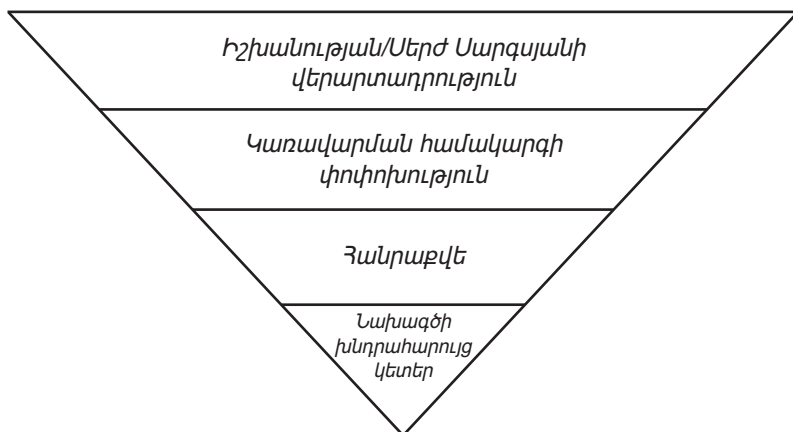 Իշխանության/Սերժ Սարգսյանի
վերարտադրություն
Կառավարման համակարգի
փոփոխություն
Հանրաքվե
Նախագծի
խնդրահարույց
կետեր